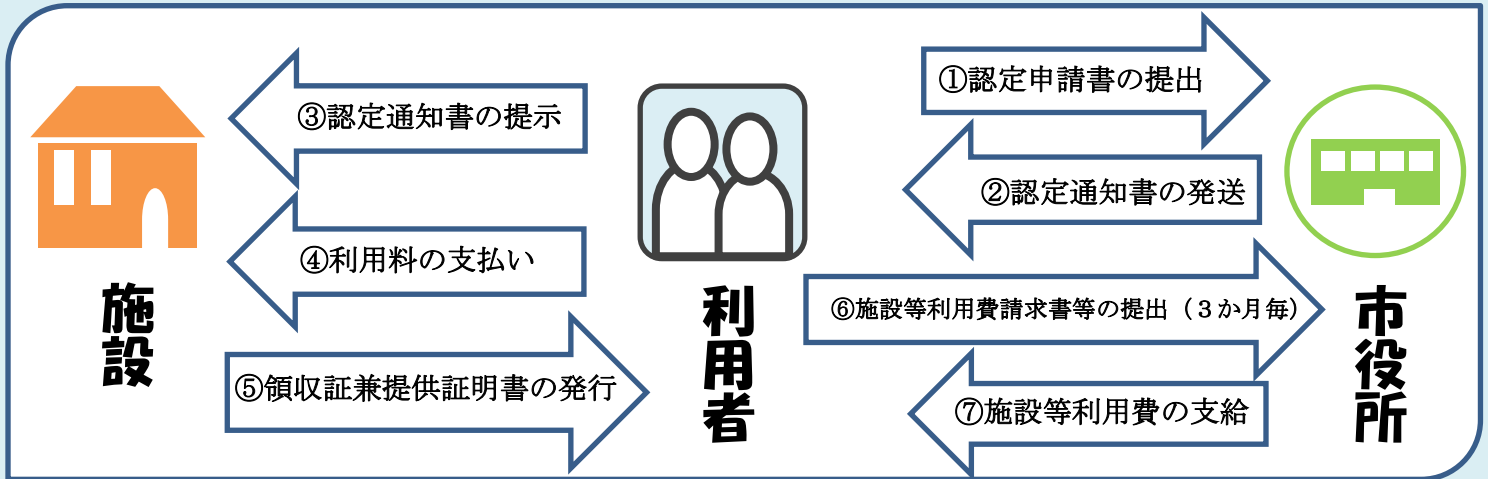 ①認定申請書の提出
③認定通知書の提示
②認定通知書の発送
④利用料の支払い
⑥施設等利用費請求書等の提出（３か月毎）
⑤領収証兼提供証明書の発行
⑦施設等利用費の支給
施設
利用者
市役所